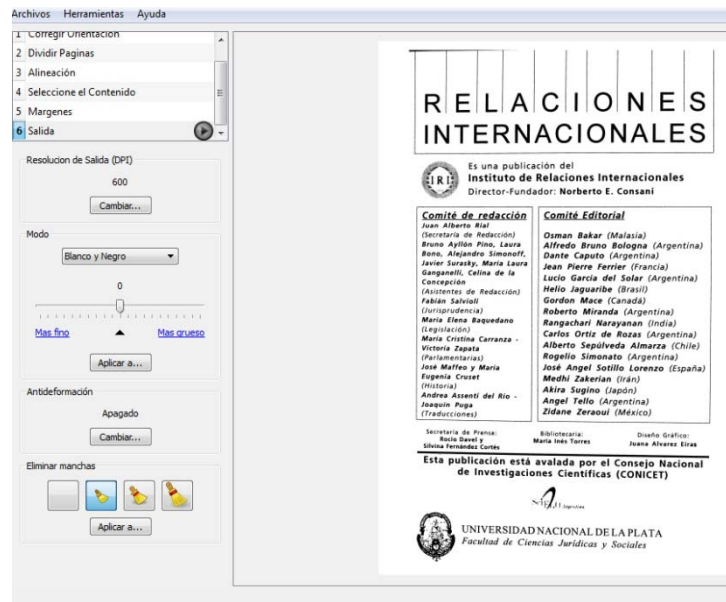 Archivos Herramientas Ayuda
1 Corregir Orientación
2 Dividir Paginas
3 Alineación
4 Seleccione el Contenido
5 Margenes
6 Salida
Resolucion de Salida (DPI)
600
Cambiar...
Modo
Blanco y Negro
0
Mas fino Mas grueso
Aplicar a...
Antideformación
Apagado
Cambiar...
Eliminar manchas
Aplicar a...
RELACIONES
INTERNACIONALES
IRI
Es una publicación del
Instituto de Relaciones Internacionales
Director-Fundador: Norberto E. Consani
Comité de redacción
Juan Alberto Rial
(Secretaría de Redacción)
Bruno Ayllón Pino, Laura
Bono, Alejandro Simonoff,
Javier Surasky, María Laura
Ganganelli, Celina de la
Concepción
(Asistentes de Redacción)
Fabián Salvioli
(Jurisprudencia)
María Elena Baquedano
(Legislación)
María Cristina Carranza -
Victoria Zapata
(Parlamentarias)
José Maffeo y María
Eugenia Cruset
(Historia)
Andrea Assenti del Río -
Joaquín Puga
(Traducciones)
Comité Editorial
Osman Bakar (Malasia)
Alfredo Bruno Bologna (Argentina)
Dante Caputo (Argentina)
Jean Pierre Ferrier (Francia)
Lucio García del Solar (Argentina)
Helio Jaguaribe (Brasil)
Gordon Mace (Canadá)
Roberto Miranda (Argentina)
Rangachari Narayanan (India)
Carlos Ortiz de Rozas (Argentina)
Alberto Sepúlveda Almarza (Chile)
Rogelio Simonato (Argentina)
José Angel Sotillo Lorenzo (España)
Medhi Zakerian (Irán)
Akira Sugino (Japón)
Angel Tello (Argentina)
Zidane Zeraoui (México)
Secretaría de Prensa:
Rocío Davel y
Silvina Fernández Cortés
Bibliotecaria:
María Inés Torres
Diseño Gráfico:
Juana Alvarez Eiras
Esta publicación está avalada por el Consejo Nacional
de Investigaciones Científicas (CONICET)
UNIVERSIDAD NACIONAL DE LA PLATA
Facultad de Ciencias Jurídicas y Sociales